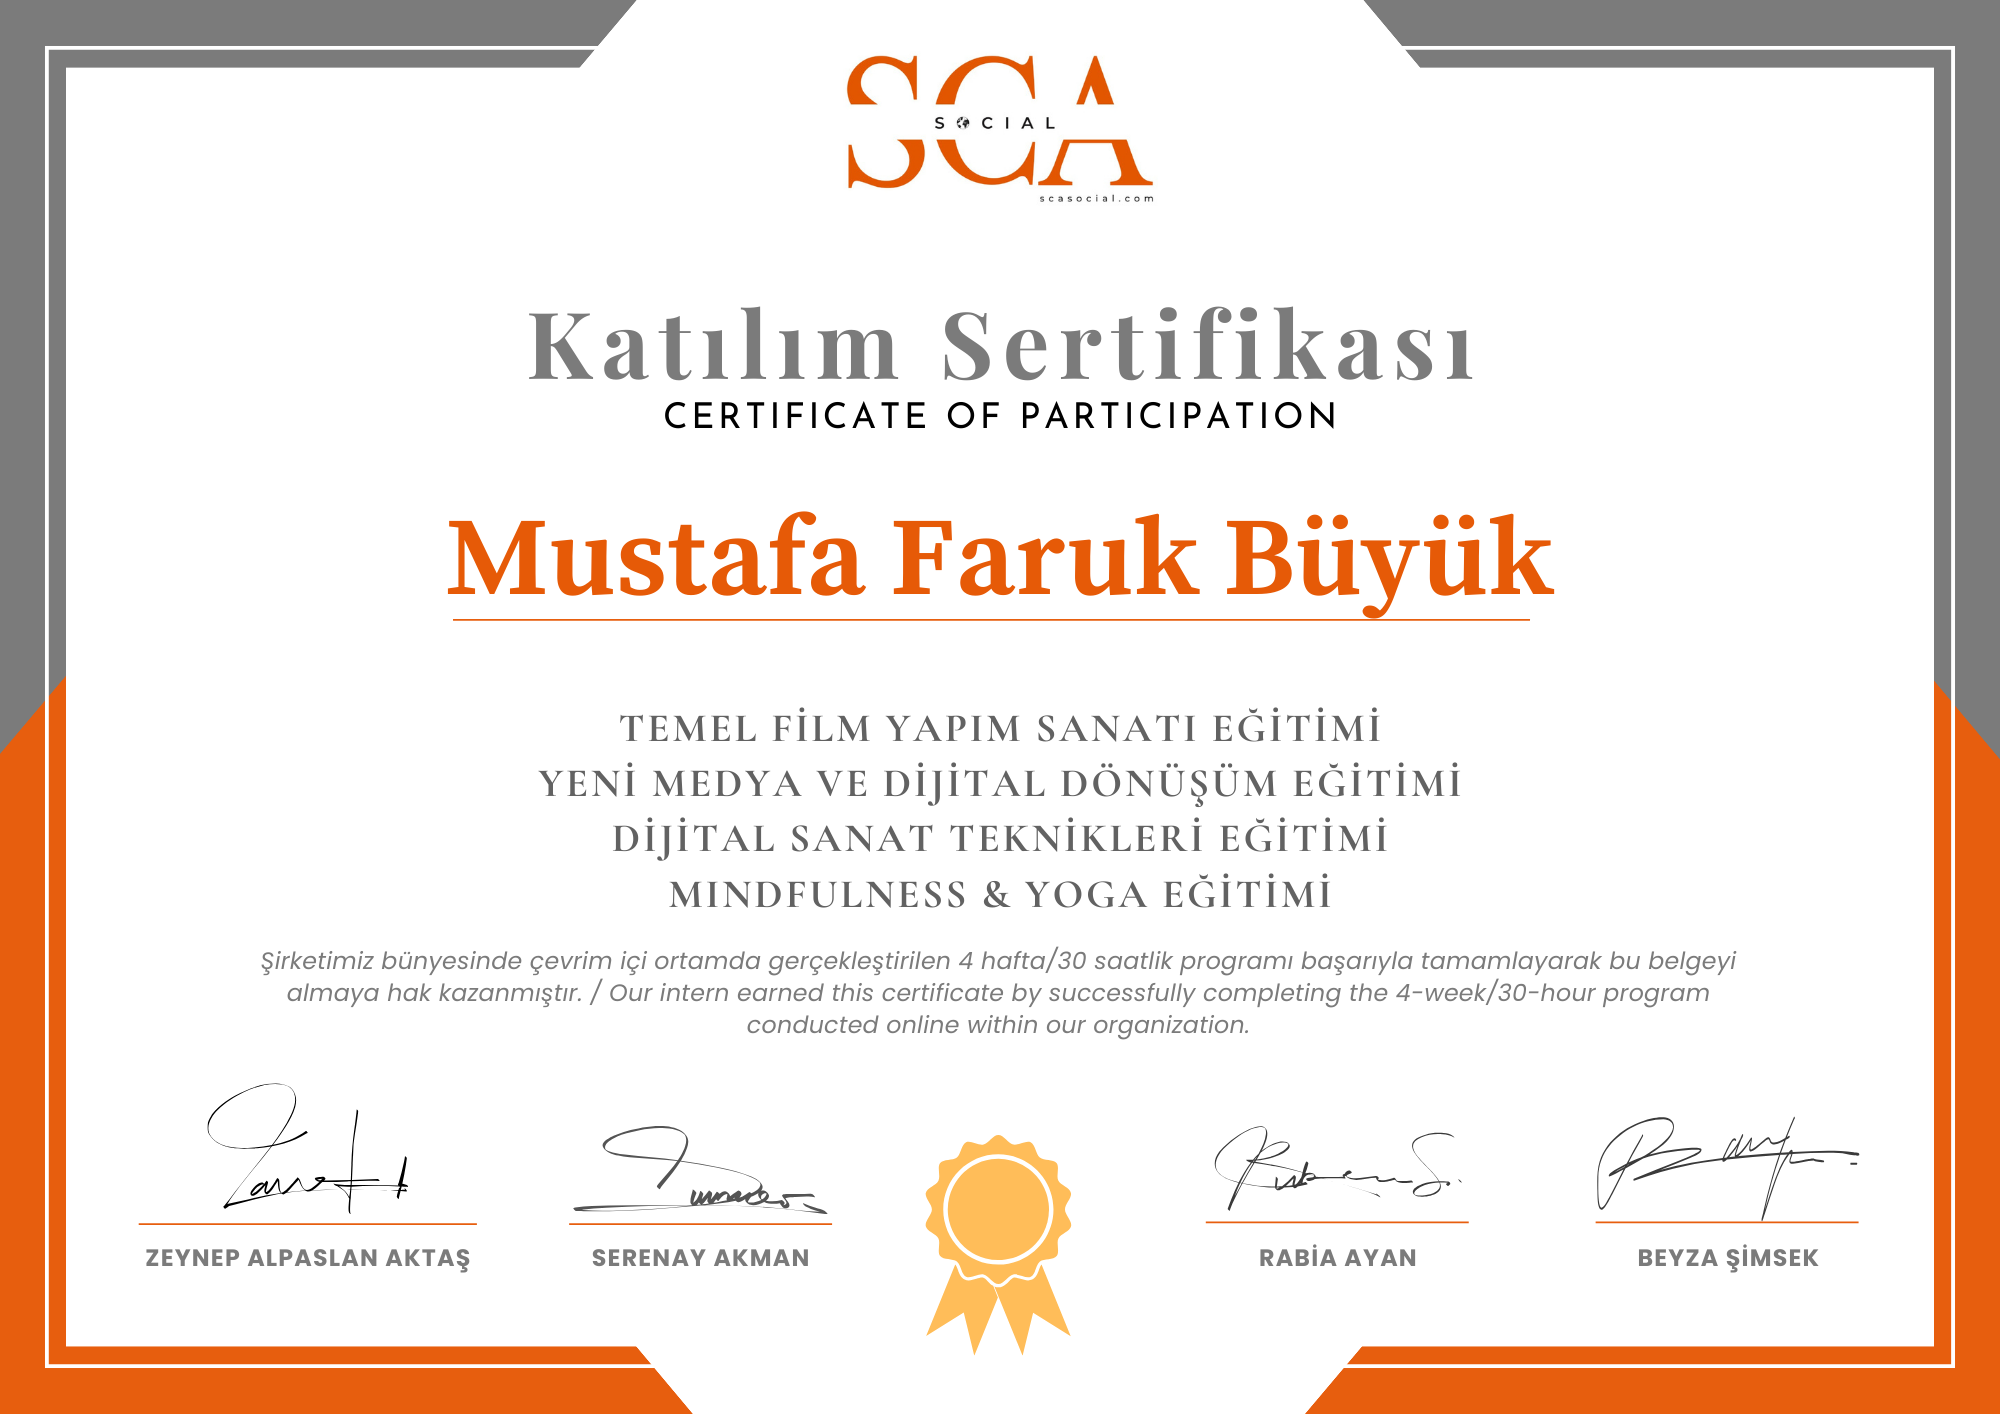 SCA
SOCIAL
scasocial.com
Katılım Sertifikası
CERTIFICATE OF PARTICIPATION
Mustafa Faruk Büyük
TEMEL FİLM YAPIM SANATI EĞİTİMİ
YENİ MEDYA VE DİJİTAL DÖNÜŞÜM EĞİTİMİ
DİJİTAL SANAT TEKNİKLERİ EĞİTİMİ
MINDFULNESS & YOGA EĞİTİMİ
Şirketimiz bünyesinde çevrim içi ortamda gerçekleştirilen 4 hafta/30 saatlik programı başarıyla tamamlayarak bu belgeyi
almaya hak kazanmıştır. / Our intern earned this certificate by successfully completing the 4-week/30-hour program
conducted online within our organization.
ZEYNEP ALPASLAN AKTAŞ
SERENAY AKMAN
RABİA AYAN
BEYZA ŞİMSEK